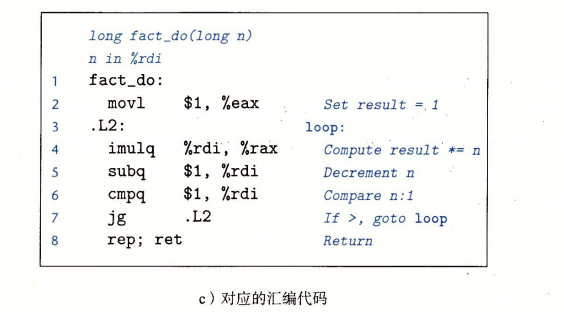 long fact_do(long n)
n in %rdi
1 fact_do:
2 movl $1, %eax Set result = 1
3 .L2: loop:
4 imulq %rdi, %rax Compute result *= n
5 subq $1, %rdi Decrement n
6 cmpq $1, %rdi Compare n:1
7 jg .L2 If >, goto loop
8 rep; ret Return
c）对应的汇编代码